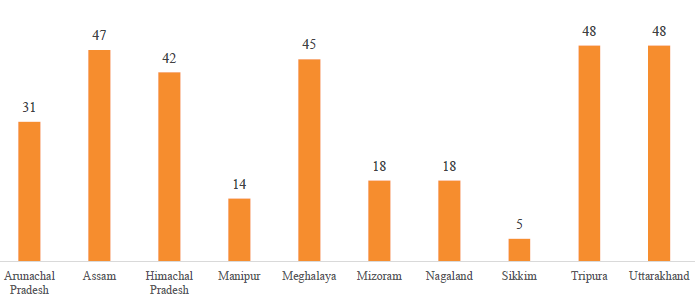 48
48
47
45
42
31
18
18
14
5
Arunachal Pradesh
Assam
Himachal Pradesh
Manipur
Meghalaya
Mizoram
Nagaland
Sikkim
Tripura
Uttarakhand